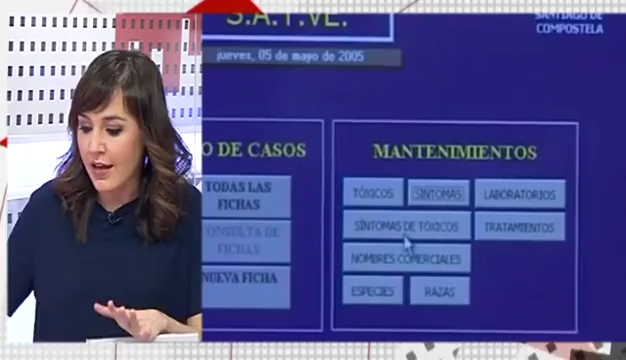 S.A.T.VE.
SANTIAGO DE
COMPOSTELA
jueves, 05 de mayo de 2005
O DE CASOS
TODAS LAS
FICHAS
CONSULTA DE
FICHAS
NUEVA FICHA
MANTENIMIENTOS
TÓXICOS
SÍNTOMAS
LABORATORIOS
SÍNTOMAS DE TÓXICOS
TRATAMIENTOS
NOMBRES COMERCIALES
ESPECIES
RAZAS